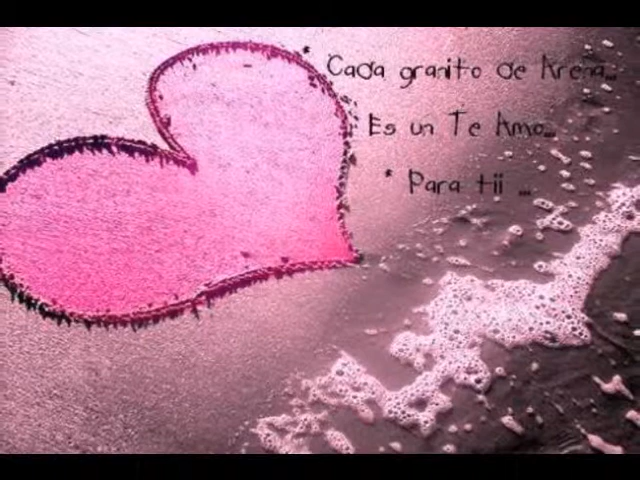 * Cada granito de Arena...
Es un Te Amo...
* Para tii ...